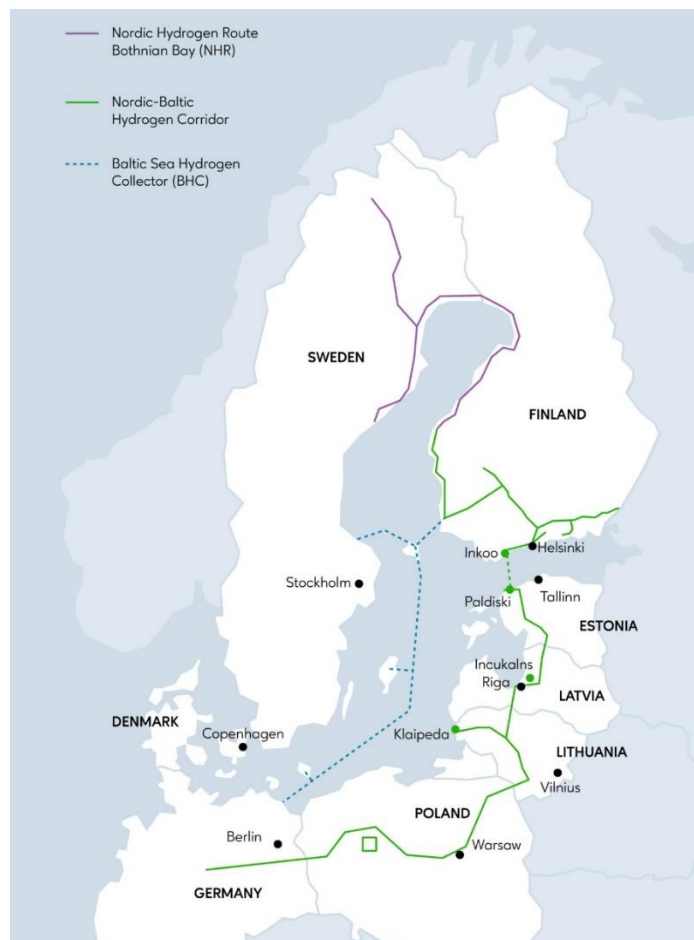 Nordic Hydrogen Route
Bothnian Bay (NHR)
Nordic-Baltic
Hydrogen Corridor
Baltic Sea Hydrogen
Collector (BHC)
SWEDEN
FINLAND
Inkoo
Helsinki
Stockholm
Paldiski
Tallinn
ESTONIA
Incukalns
Riga
LATVIA
DENMARK
Copenhagen
Klaipeda
LITHUANIA
Vilnius
POLAND
Berlin
Warsaw
GERMANY